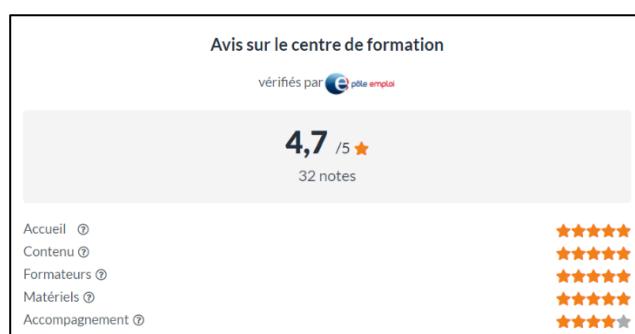 Avis sur le centre de formation
vérifiés par pôle emploi
4,7 /5
32 notes
Accueil
Contenu
Formateurs
Matériels
Accompagnement